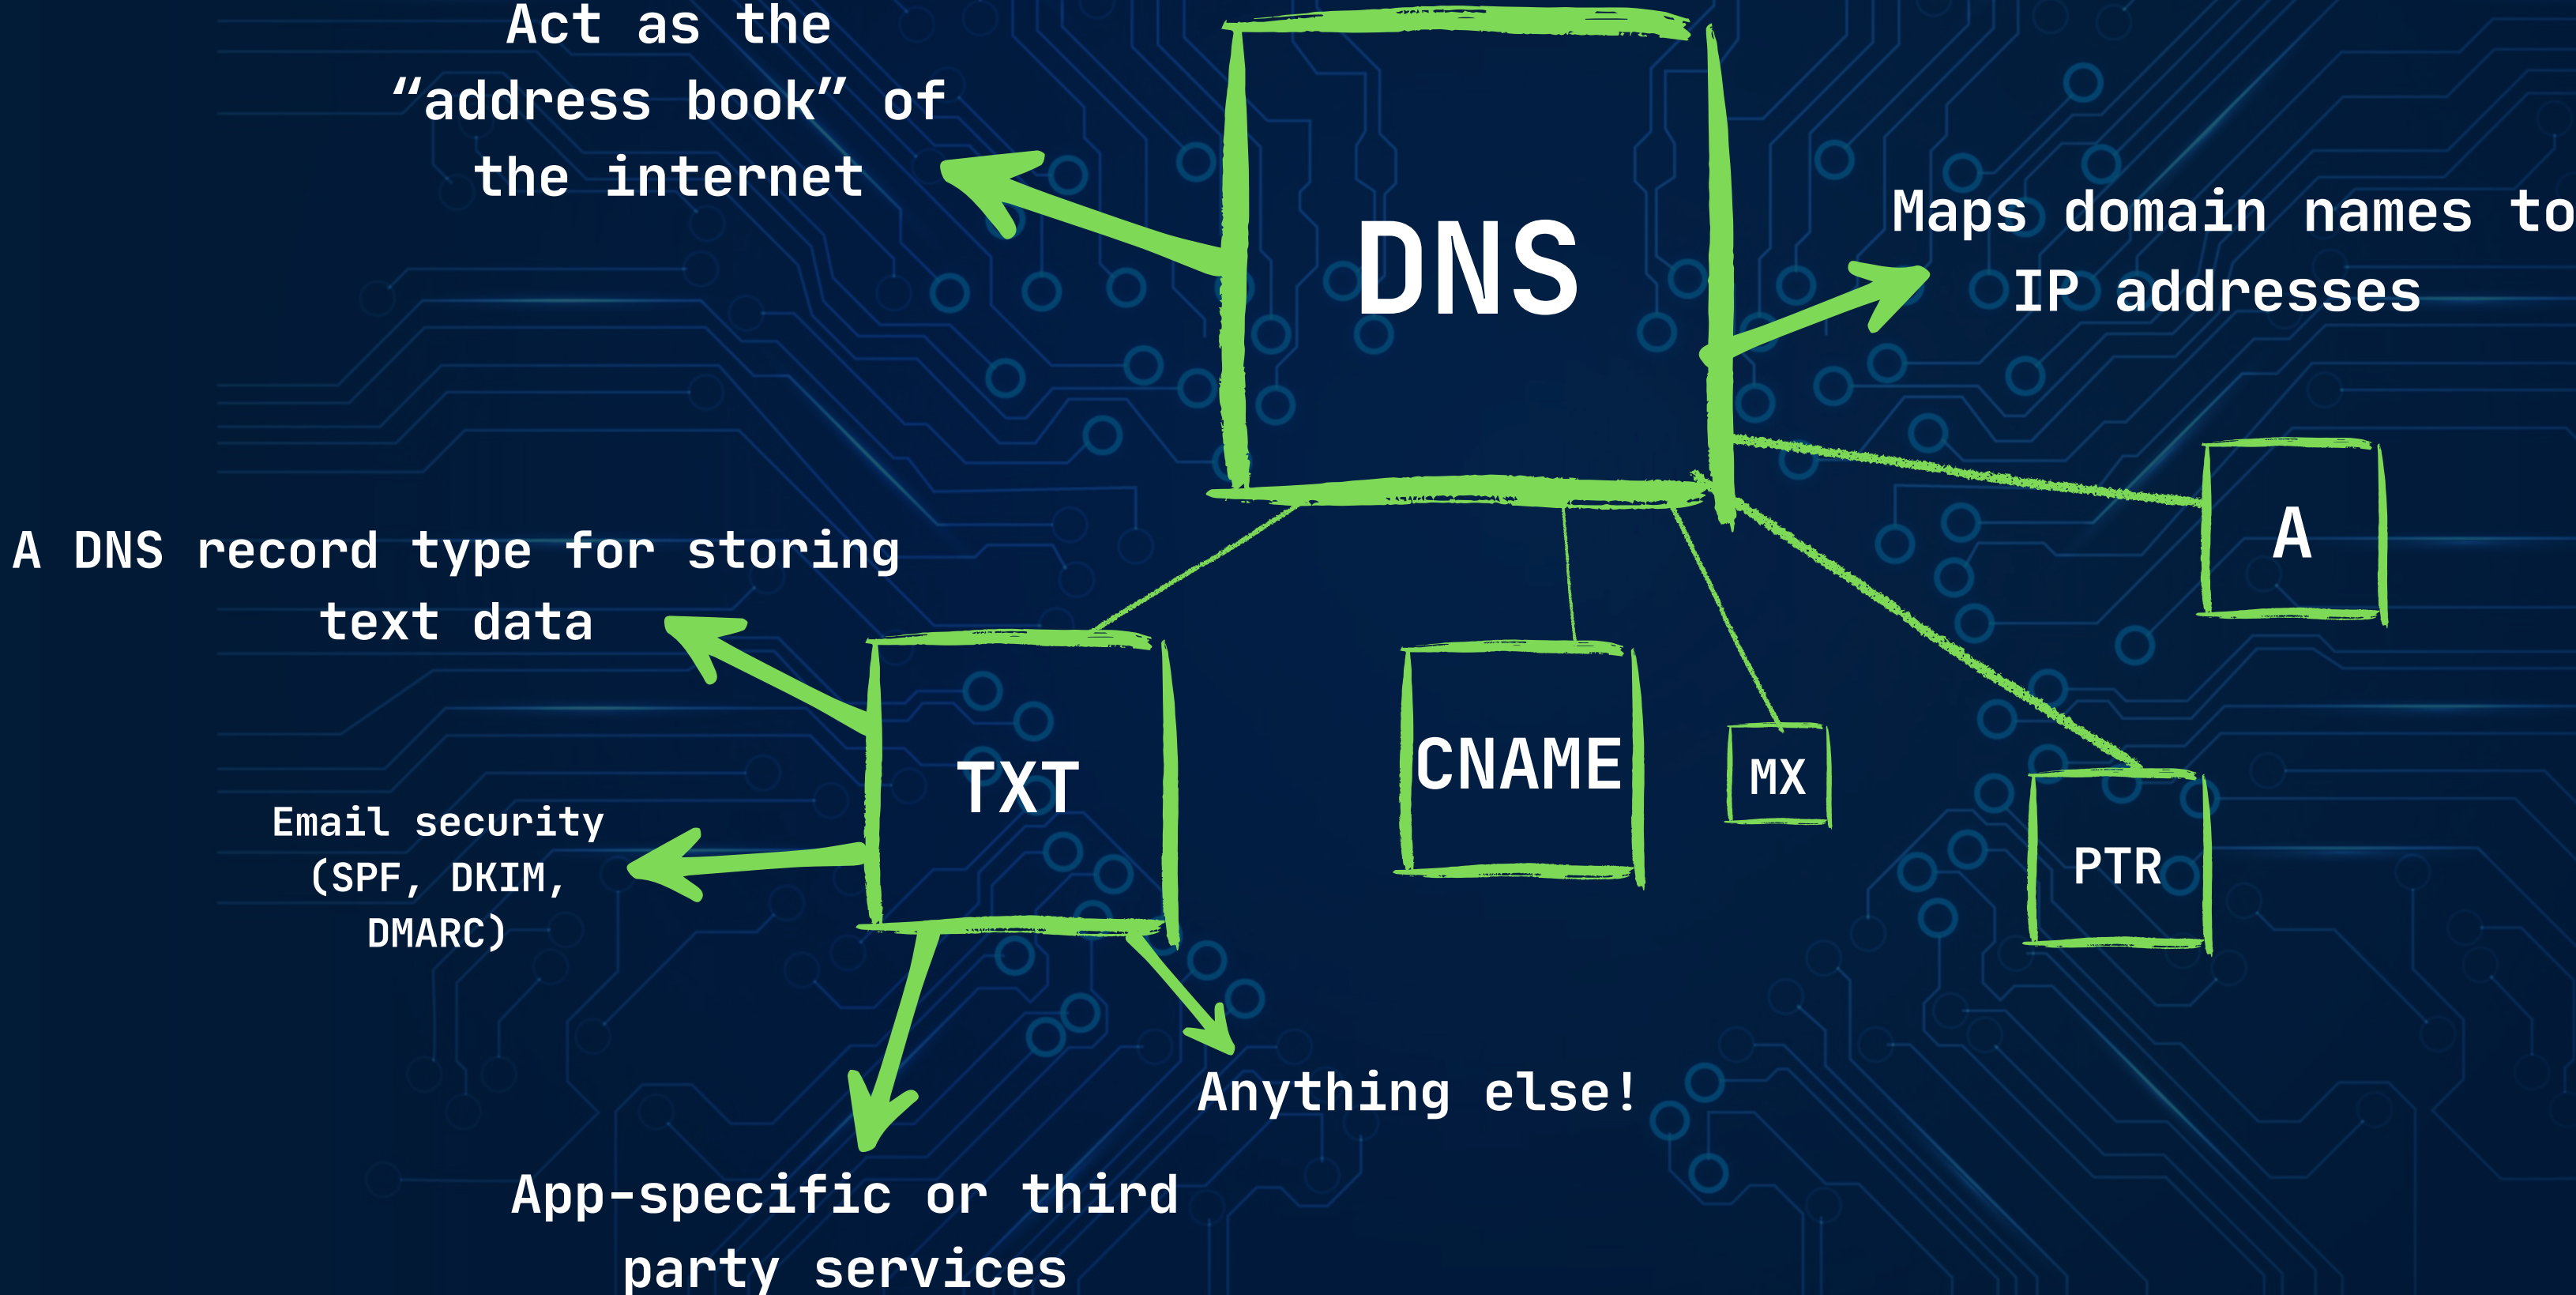 Act as the
“address book” of
the internet
DNS
Maps domain names to
IP addresses
A
A DNS record type for storing
text data
TXT
CNAME
MX
PTR
Email security
(SPF, DKIM,
DMARC)
Anything else!
App-specific or third
party services